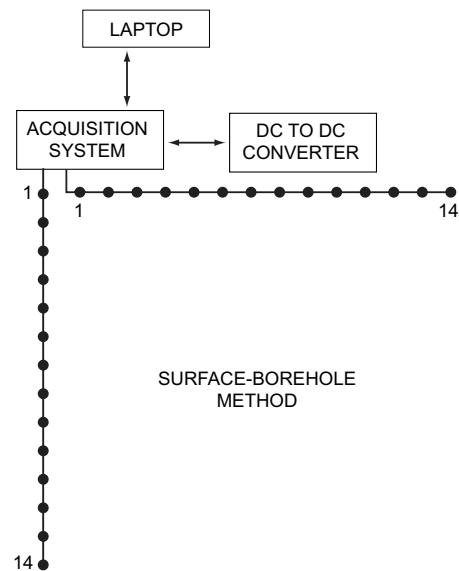 LAPTOP
ACQUISITION
SYSTEM
DC TO DC
CONVERTER
1
1
14
SURFACE-BOREHOLE
METHOD
14